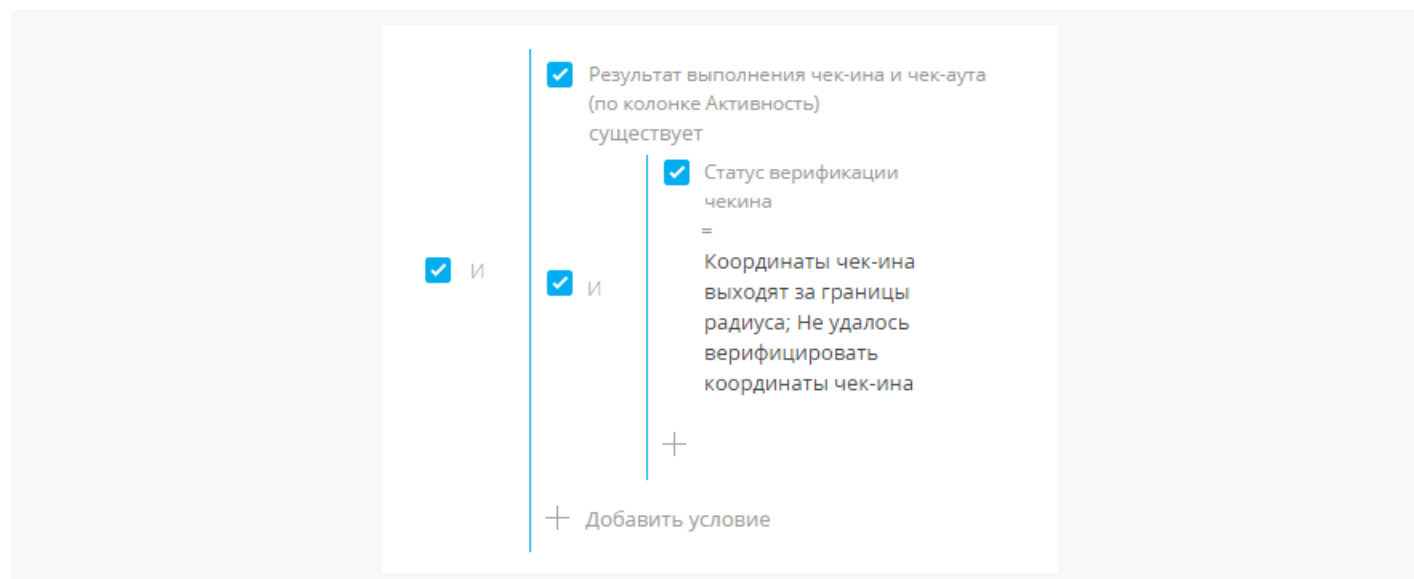 Результат выполнения чек-ина и чек-аута
(по колонке Активность)
существует
Статус верификации
чекина
=
И
И
Координаты чек-ина
выходят за границы
радиуса; Не удалось
верифицировать
координаты чек-ина
+
+ Добавить условие